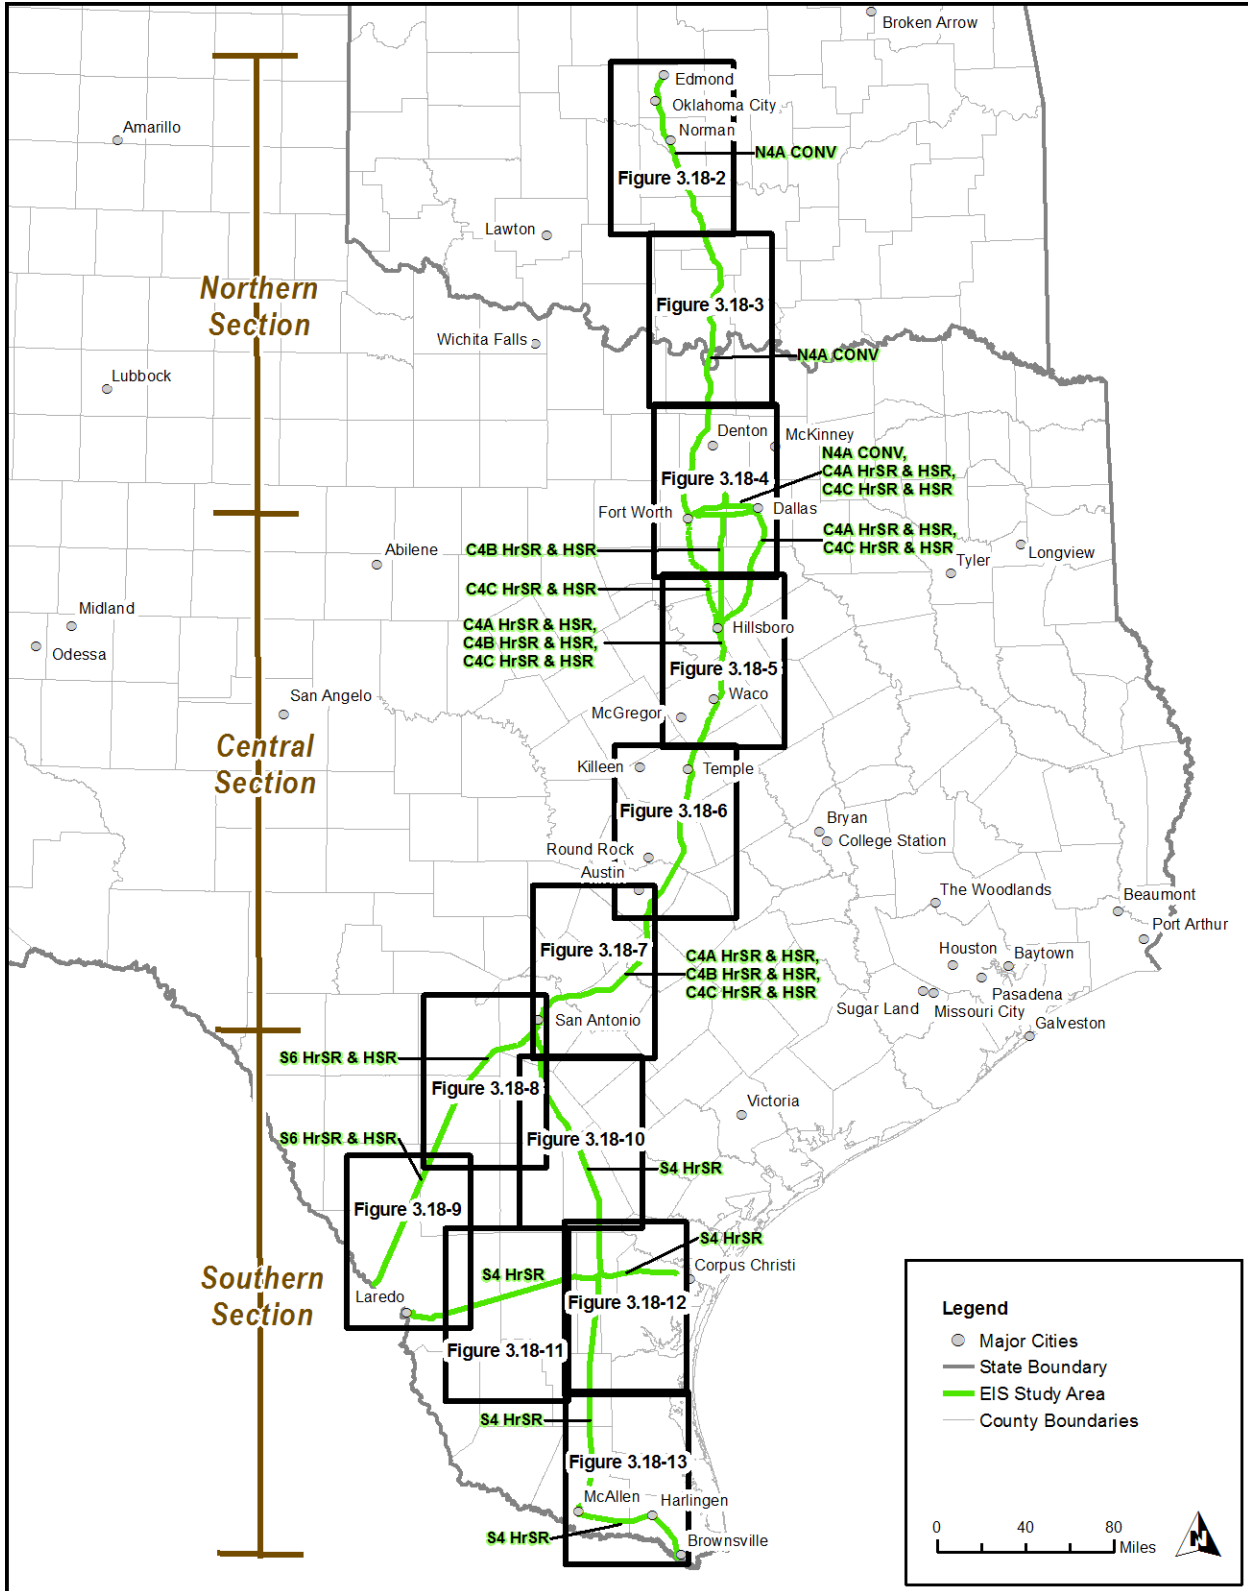 Broken Arrow
Edmond
Oklahoma City
Amarillo
Norman
N4A CONV
Figure 3.18-2
Lawton
Northern
Section
Figure 3.18-3
Wichita Falls
N4A CONV
Lubbock
Denton
McKinney
N4A CONV,
C4A HrSR & HSR,
C4C HrSR & HSR
Figure 3.18-4
Fort Worth
Dallas
C4A HrSR & HSR,
C4C HrSR & HSR
C4B HrSR & HSR
Abilene
Longview
Tyler
C4C HrSR & HSR
Midland
C4A HrSR & HSR,
C4B HrSR & HSR,
C4C HrSR & HSR
Hillsboro
Odessa
Figure 3.18-5
San Angelo
Waco
McGregor
Central
Section
Killeen
Temple
Figure 3.18-6
Bryan
College Station
Round Rock
Austin
The Woodlands
Beaumont
Port Arthur
Figure 3.18-7
C4A HrSR & HSR,
C4B HrSR & HSR,
C4C HrSR & HSR
Houston
Baytown
Pasadena
Sugar Land
Missouri City
San Antonio
Galveston
S6 HrSR & HSR
Figure 3.18-8
Victoria
S6 HrSR & HSR
Figure 3.18-10
S4 HrSR
Figure 3.18-9
S4 HrSR
Corpus Christi
Southern
Section
S4 HrSR
Laredo
Figure 3.18-12
Figure 3.18-11
S4 HrSR
Figure 3.18-13
McAllen
Harlingen
S4 HrSR
Brownsville
Legend
Major Cities
State Boundary
EIS Study Area
County Boundaries
0 40 80
Miles
N